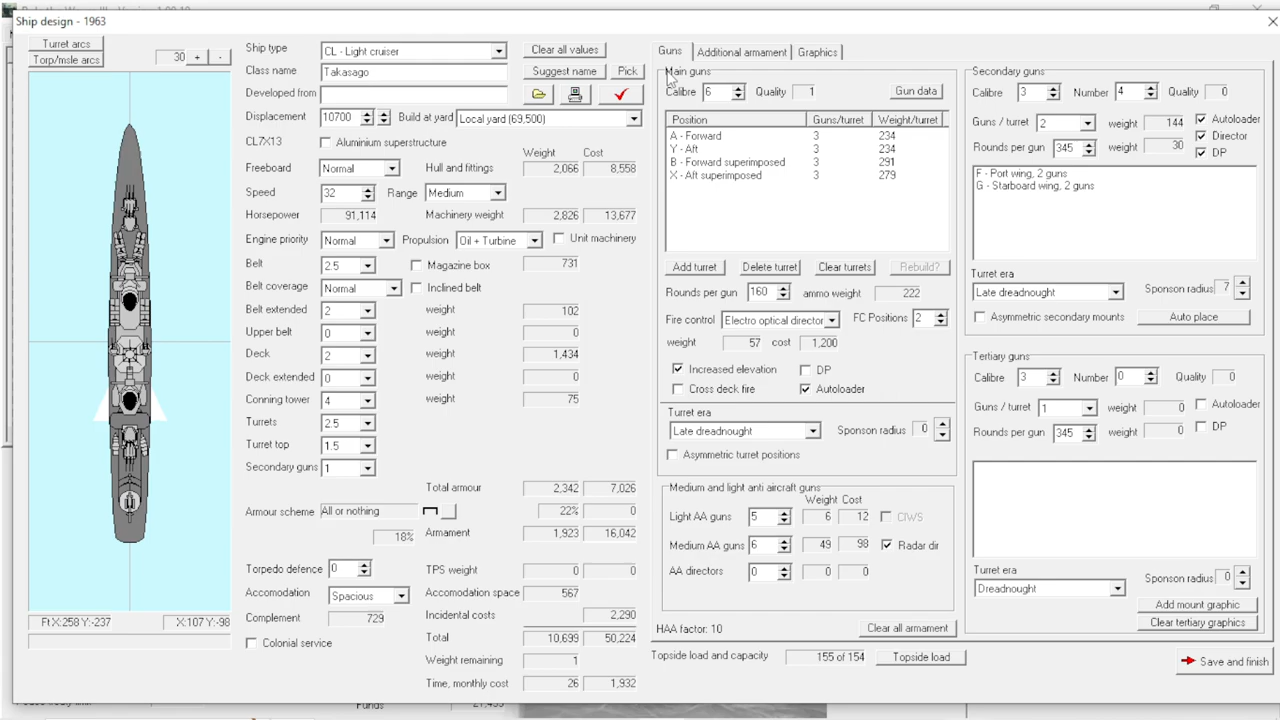 Ship design - 1963
Turret arcs
Torp/msle arcs
30 + -
Ft X:258 Y:-237 X:107 Y:-98
Ship type CL - Light cruiser
Class name Takasago
Developed from
Displacement 10700 Build at yard Local yard (69,500)
CL7X13 Aluminium superstructure
Weight Cost
Freeboard Normal Hull and fittings 2,066 8,558
Speed 32 Range Medium
Horsepower 91,114 Machinery weight 2,826 13,677
Engine priority Normal Propulsion Oil + Turbine Unit machinery
Belt 2.5 Magazine box 731
Belt coverage Normal Inclined belt
Belt extended 2 weight 102
Upper belt 0 weight 0
Deck 2 weight 1,434
Deck extended 0 weight 0
Conning tower 4 weight 75
Turrets 2.5
Turret top 1.5
Secondary guns 1
Total armour 2,342 7,026
Armour scheme All or nothing 22% 0
18% Armament 1,923 16,042
Torpedo defence 0 TPS weight 0 0
Accomodation Spacious Accomodation space 567
Complement 729 Incidental costs 2,290
Total 10,699 50,224
Colonial service
Weight remaining 1
Time, monthly cost 26 1,932
Clear all values
Suggest name Pick
Guns Additional armament Graphics
Main guns
Calibre 6 Quality 1 Gun data
Position Guns/turret Weight/turret
A - Forward 3 234
Y - Aft 3 234
B - Forward superimposed 3 291
X - Aft superimposed 3 279
Add turret Delete turret Clear turrets Rebuild?
Rounds per gun 160 ammo weight 222
Fire control Electro optical director FC Positions 2
weight 57 cost 1,200
Increased elevation DP
Cross deck fire Autoloader
Turret era
Late dreadnought Sponson radius 0
Asymmetric turret positions
Medium and light anti aircraft guns
Weight Cost
Light AA guns 5 6 12 CIWS
Medium AA guns 6 49 98 Radar dir
AA directors 0 0 0
HAA factor: 10 Clear all armament
Topside load and capacity 155 of 154 Topside load
Secondary guns
Calibre 3 Number 4 Quality 0
Guns / turret 2 weight 144 Autoloader
Director
Rounds per gun 345 weight 30 DP
F - Port wing, 2 guns
G - Starboard wing, 2 guns
Turret era
Late dreadnought Sponson radius 7
Asymmetric secondary mounts Auto place
Tertiary guns
Calibre 3 Number 0 Quality 0
Guns / turret 1 weight 0 Autoloader
Rounds per gun 345 weight 0 DP
Turret era
Dreadnought Sponson radius 0
Add mount graphic
Clear tertiary graphics
Save and finish
Funds